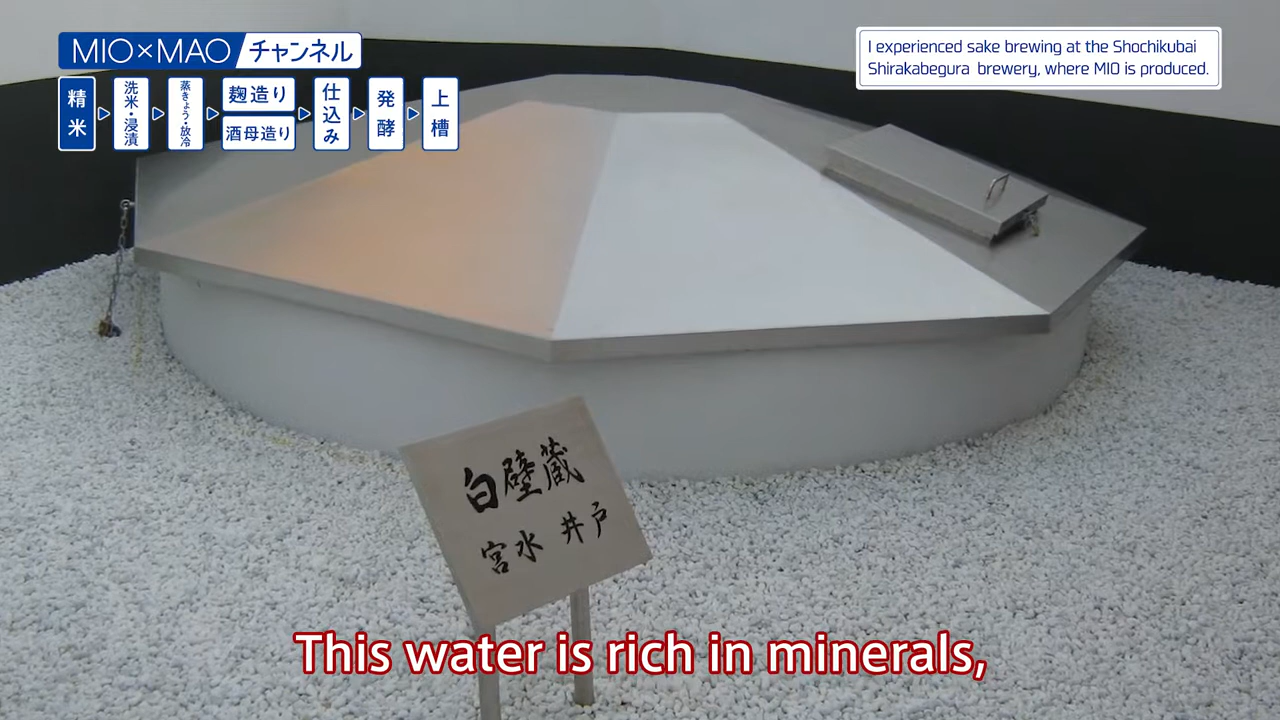 MIO×MAO チャンネル
I experienced sake brewing at the Shochikubai
Shirakabegura brewery, where MIO is produced.
精米
洗米・浸漬
蒸きょう・放冷
麹造り
酒母造り
仕込み
発酵
上槽
白壁蔵
宮水井戸
This water is rich in minerals,